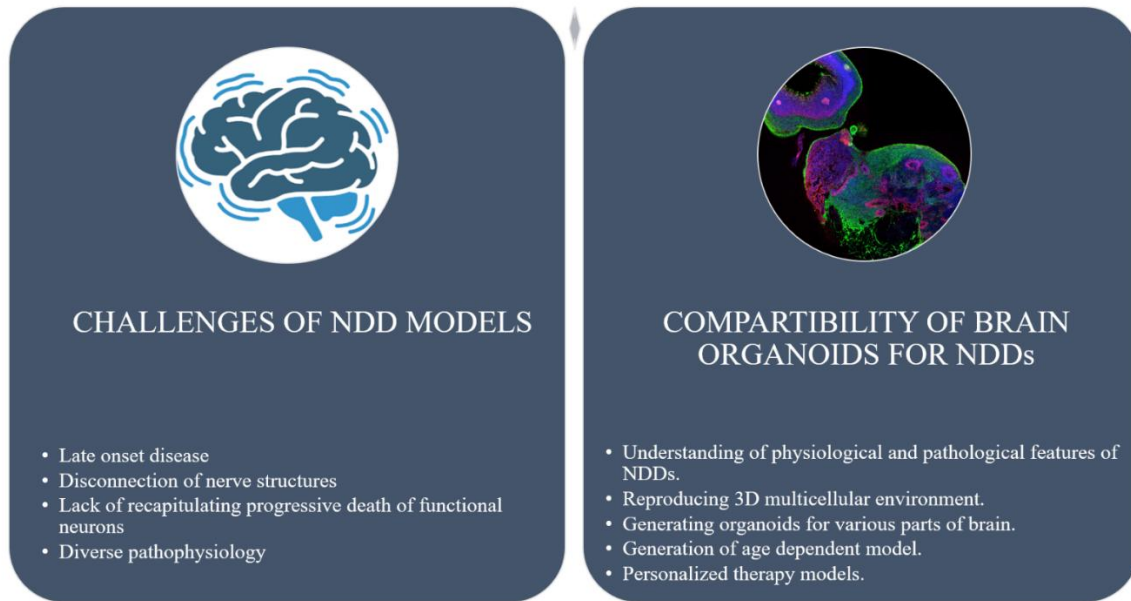 CHALLENGES OF NDD MODELS
• Late onset disease
• Disconnection of nerve structures
• Lack of recapitulating progressive death of functional
neurons
• Diverse pathophysiology
COMPARTIBILITY OF BRAIN
ORGANOIDS FOR NDDs
• Understanding of physiological and pathological features of
NDDs.
• Reproducing 3D multicellular environment.
• Generating organoids for various parts of brain.
• Generation of age dependent model.
• Personalized therapy models.